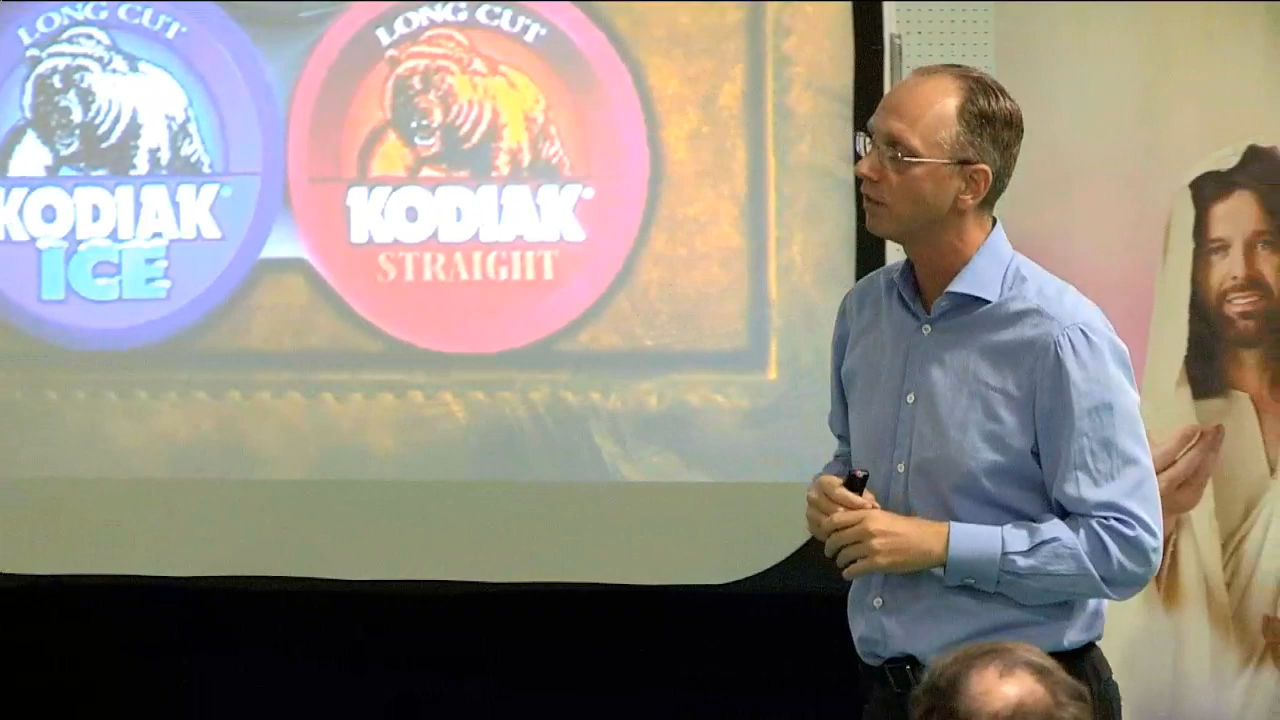 LONG CUT
KODIAK
ICE
LONG CUT
KODIAK®
STRAIGHT